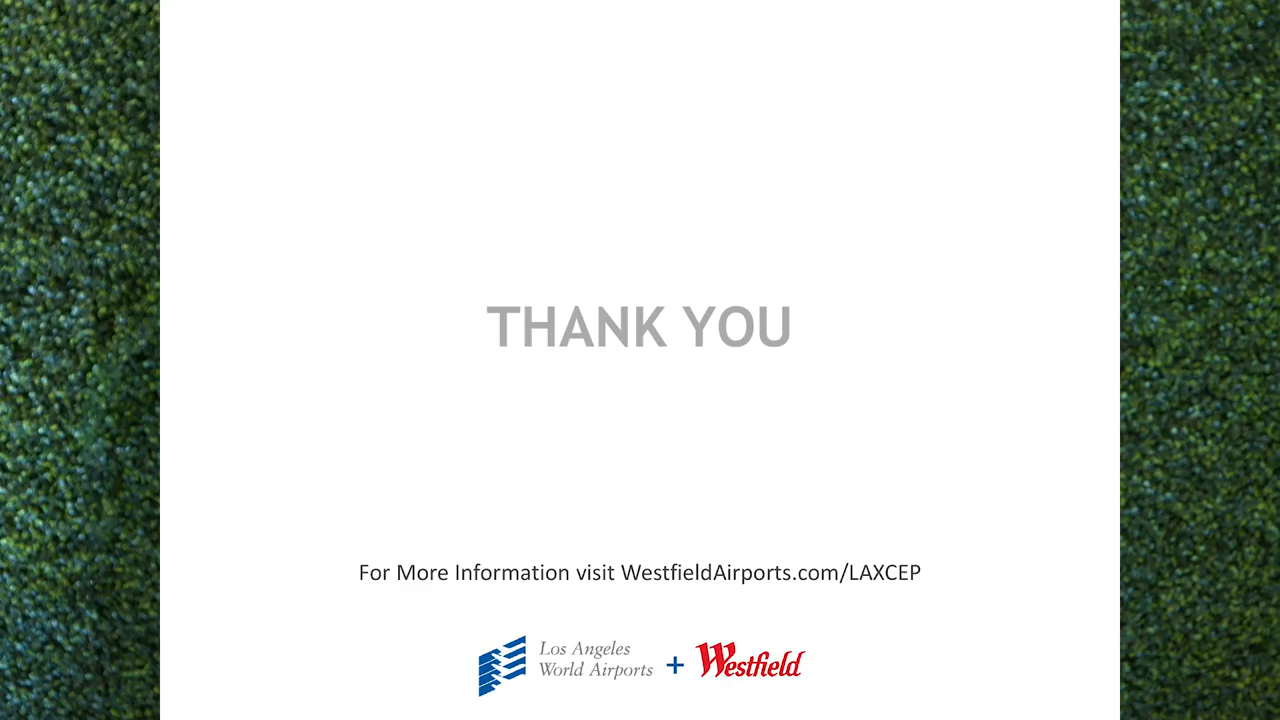 THANK YOU
For More Information visit WestfieldAirports.com/LAXCEP
Los Angeles
World Airports
+
Westfield